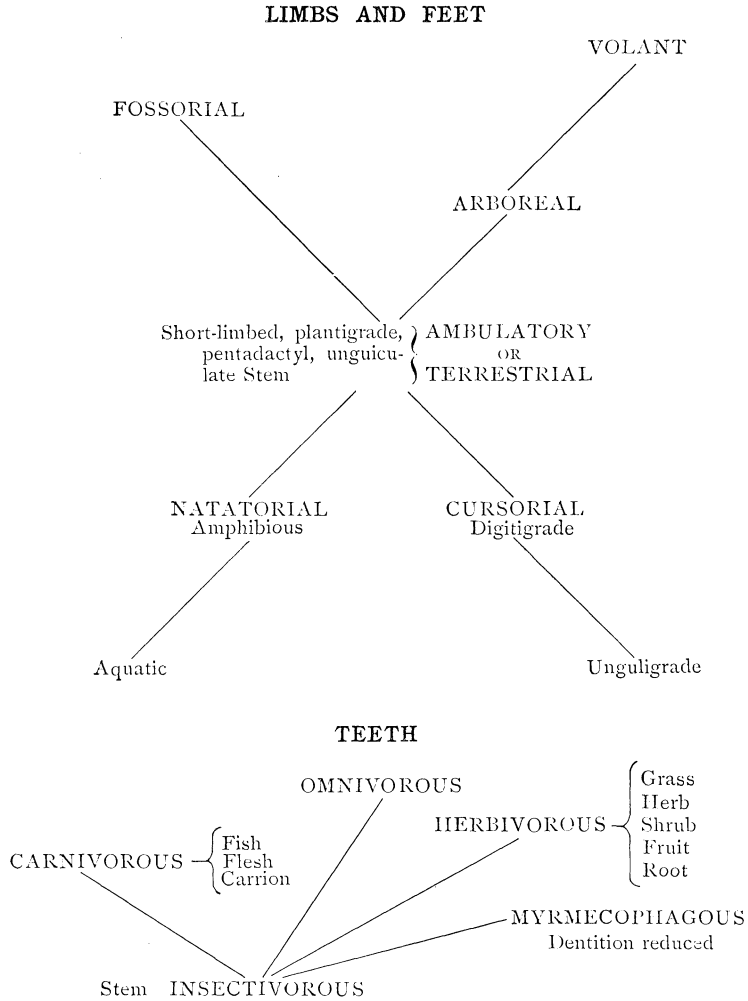 LIMBS AND FEET
VOLANT
FOSSORIAL
ARBOREAL
Short-limbed, plantigrade,
pentadactyl, unguicu-
late Stem
AMBULATORY
OR
TERRESTRIAL
NATATORIAL
Amphibious
CURSORIAL
Digitigrade
Aquatic
Unguligrade
TEETH
OMNIVOROUS
HERBIVOROUS
Grass
Herb
Shrub
Fruit
Root
CARNIVOROUS
Fish
Flesh
Carrion
MYRMECOPHAGOUS
Dentition reduced
Stem INSECTIVOROUS